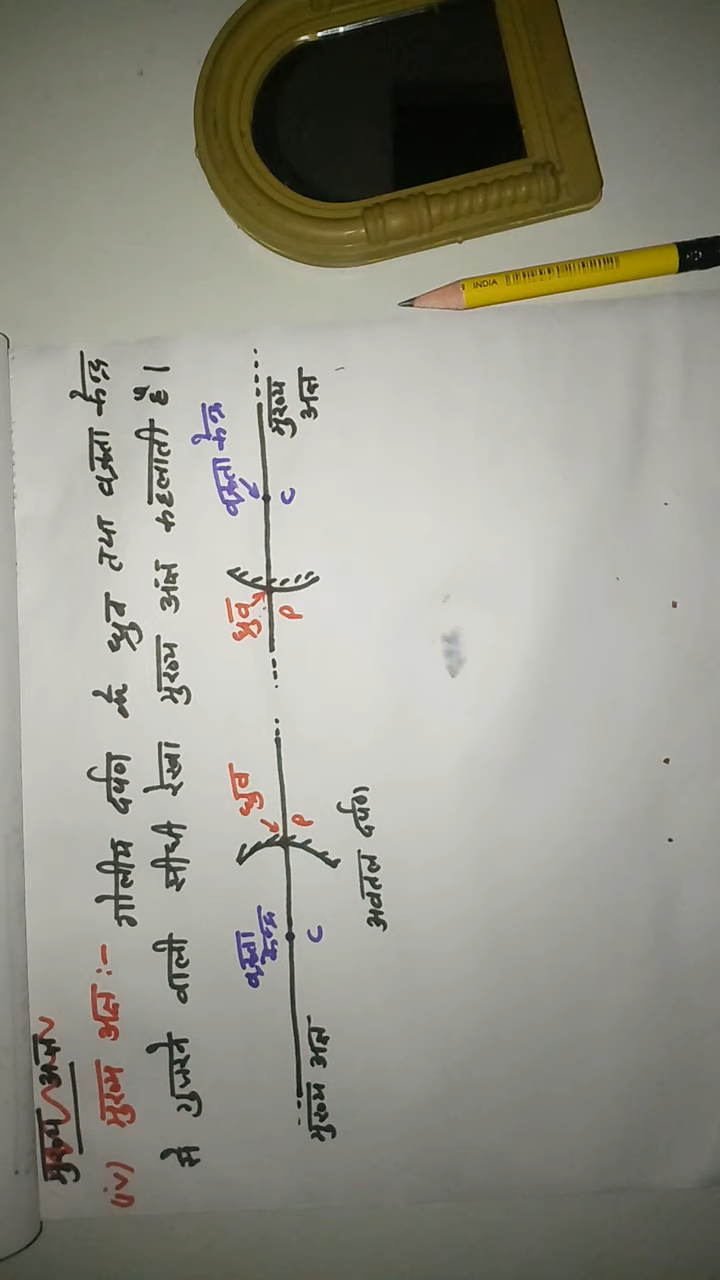 मुख्य अक्ष
(iv) मुख्य अक्ष :- गोलीय दर्पण के ध्रुव तथा वक्रता केन्द्र
से गुजरने वाली सीधी रेखा मुख्य अक्ष कहलाती है।
वक्रता
केन्द्र
ध्रुव
C
P
मुख्य अक्ष
अवतल दर्पण
ध्रुव
वक्रता केन्द्र
P
C
मुख्य
अक्ष
INDIA